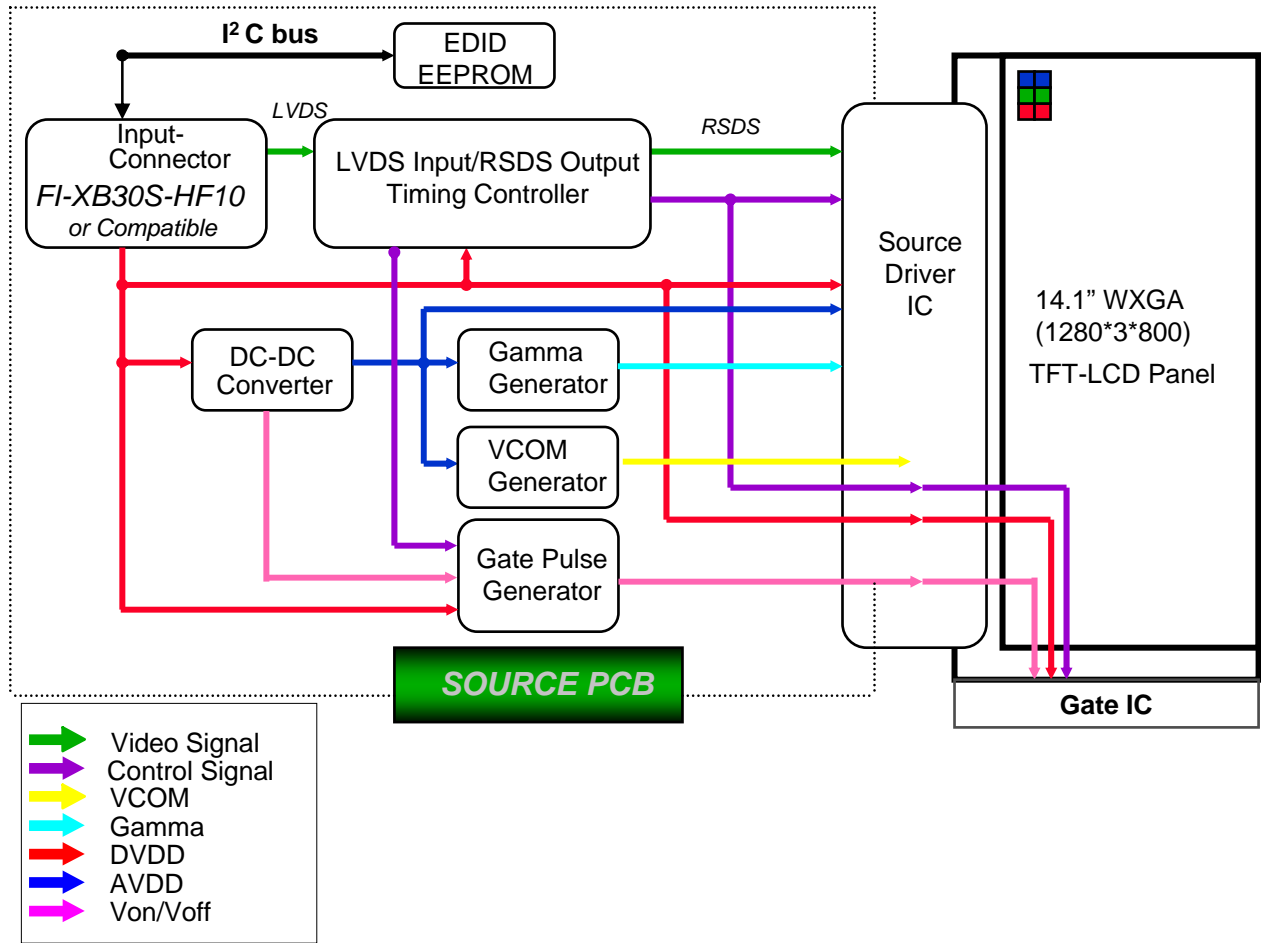 I² C bus
EDID
EEPROM
LVDS
RSDS
Input-
Connector
FI-XB30S-HF10
or Compatible
LVDS Input/RSDS Output
Timing Controller
Source
Driver
IC
14.1” WXGA
(1280*3*800)
TFT-LCD Panel
DC-DC
Converter
Gamma
Generator
VCOM
Generator
Gate Pulse
Generator
SOURCE PCB
Gate IC
Video Signal
Control Signal
VCOM
Gamma
DVDD
AVDD
Von/Voff